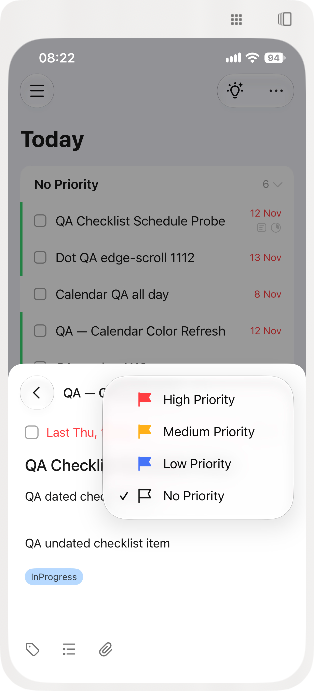 08:22
94
Today
No Priority 6
QA Checklist Schedule Probe 12 Nov
Dot QA edge-scroll 1112 13 Nov
Calendar QA all day 8 Nov
QA — Calendar Color Refresh 12 Nov
QA — C
High Priority
Medium Priority
Low Priority
No Priority
Last Thu,
QA Checkli
QA dated chec
QA undated checklist item
InProgress